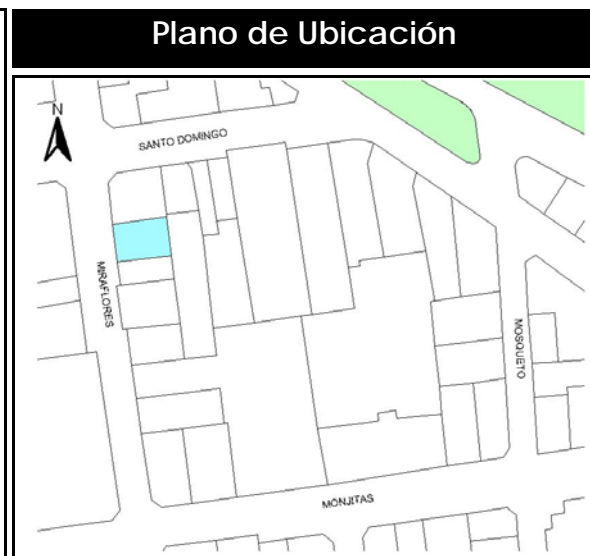 Plano de Ubicación
N
SANTO DOMINGO
MIRAFLORES
MOSQUETO
MONJITAS